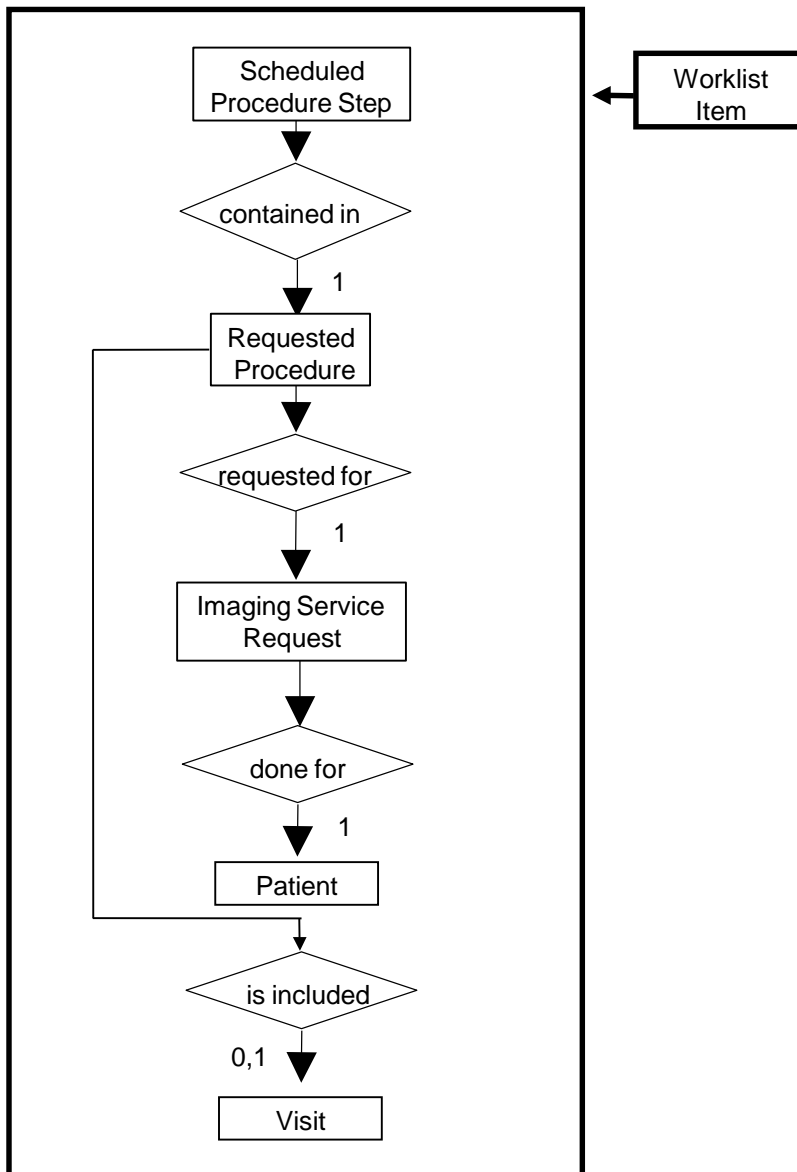 Scheduled
Procedure Step
Worklist
Item
contained in
1
Requested
Procedure
requested for
1
Imaging Service
Request
done for
1
Patient
is included
0,1
Visit